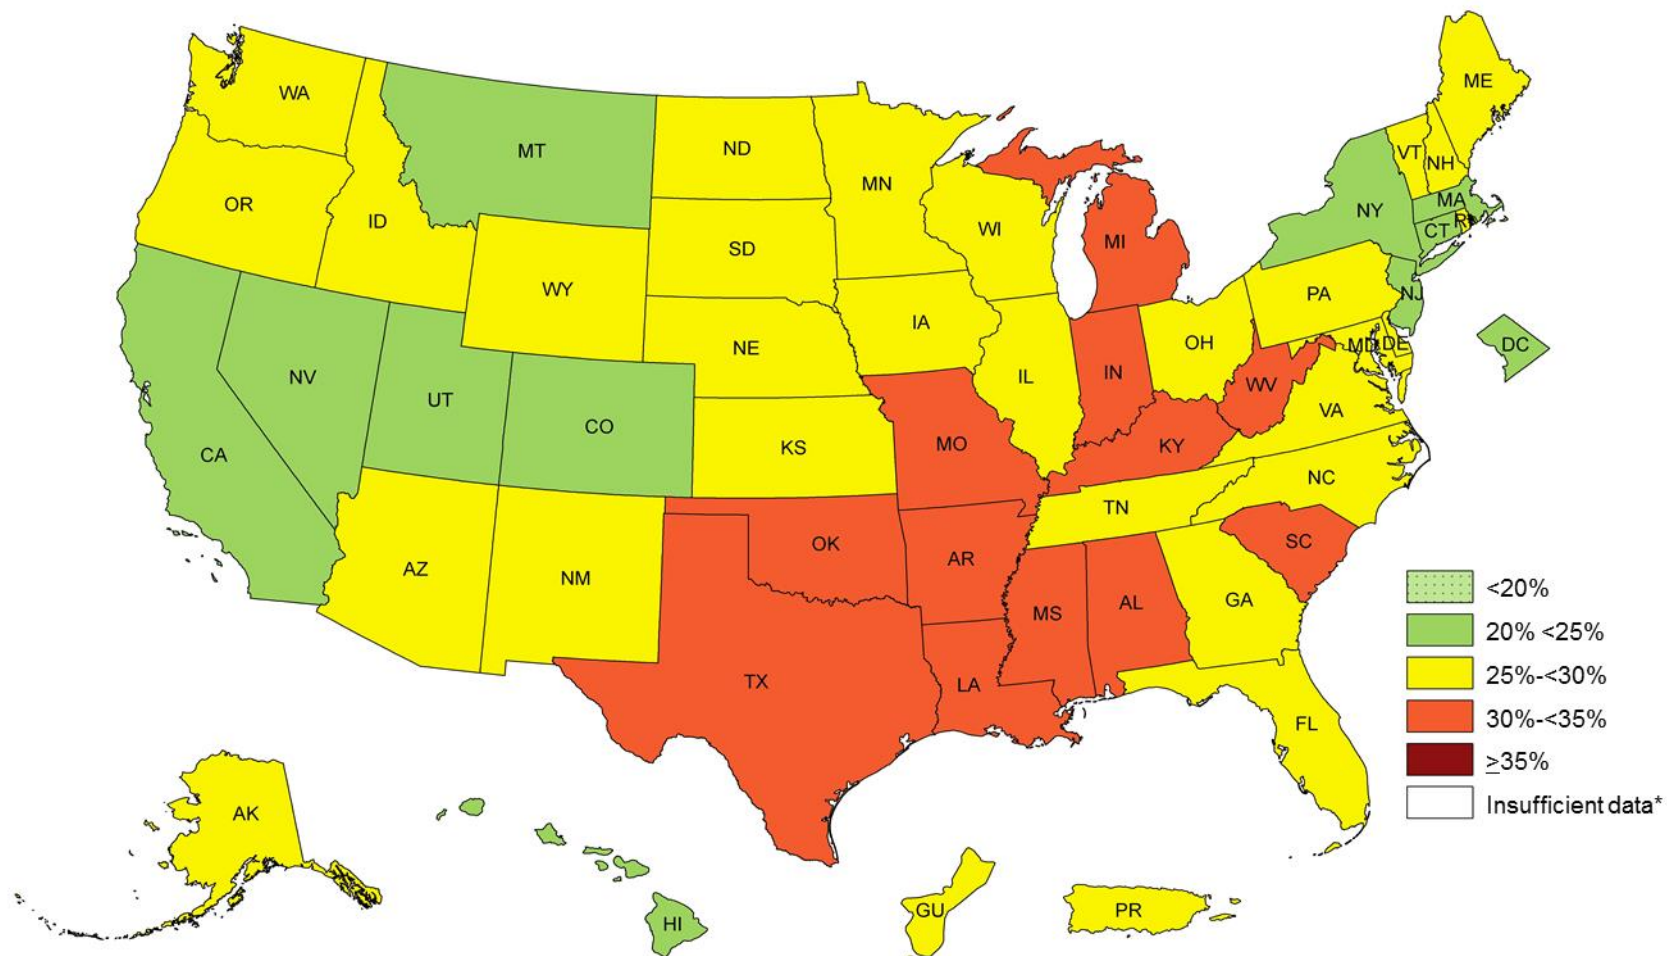 WA
MT
ND
MN
ME
VT
NH
OR
ID
SD
WI
MI
NY
MA
CT
RI
WY
IA
PA
NJ
NE
IL
IN
OH
MD
DE
DC
NV
UT
CO
KS
MO
WV
VA
KY
CA
NC
TN
AZ
NM
OK
AR
SC
MS
AL
GA
TX
LA
FL
AK
HI
GU
PR
<20%
20% <25%
25%-<30%
30%-<35%
≥35%
Insufficient data*